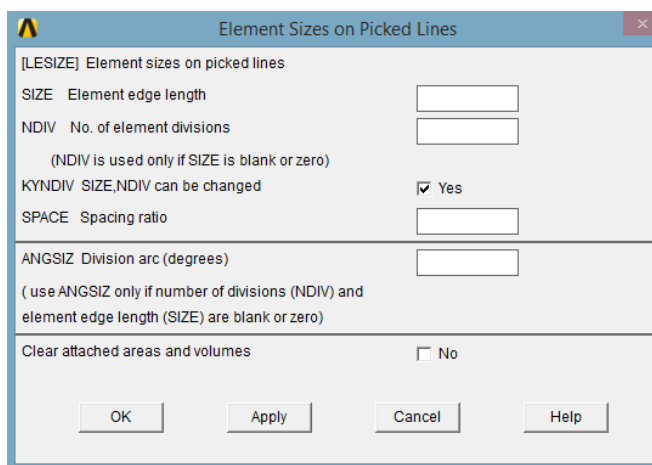 Element Sizes on Picked Lines
[LESIZE] Element sizes on picked lines
SIZE Element edge length
NDIV No. of element divisions
(NDIV is used only if SIZE is blank or zero)
KYNDIV SIZE,NDIV can be changed Yes
SPACE Spacing ratio
ANGSIZ Division arc (degrees)
( use ANGSIZ only if number of divisions (NDIV) and
element edge length (SIZE) are blank or zero)
Clear attached areas and volumes No
OK Apply Cancel Help